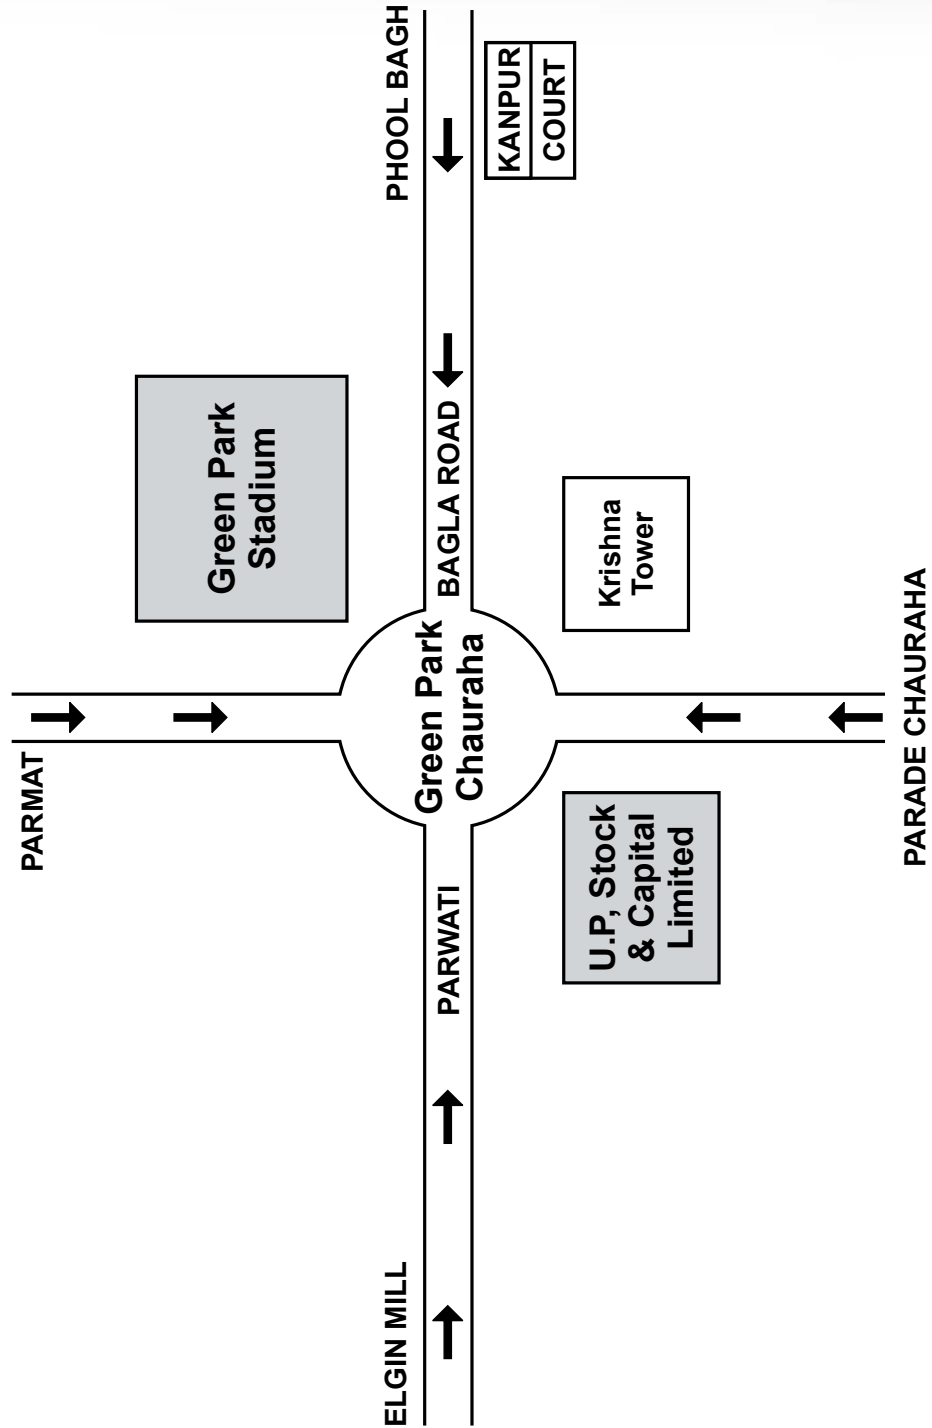 PARMAT
Green Park
Stadium
ELGIN MILL
PHOOL BAGH
PARWATI
Green Park
Chauraha
BAGLA ROAD
KANPUR
COURT
U.P, Stock
& Capital
Limited
Krishna
Tower
PARADE CHAURAHA